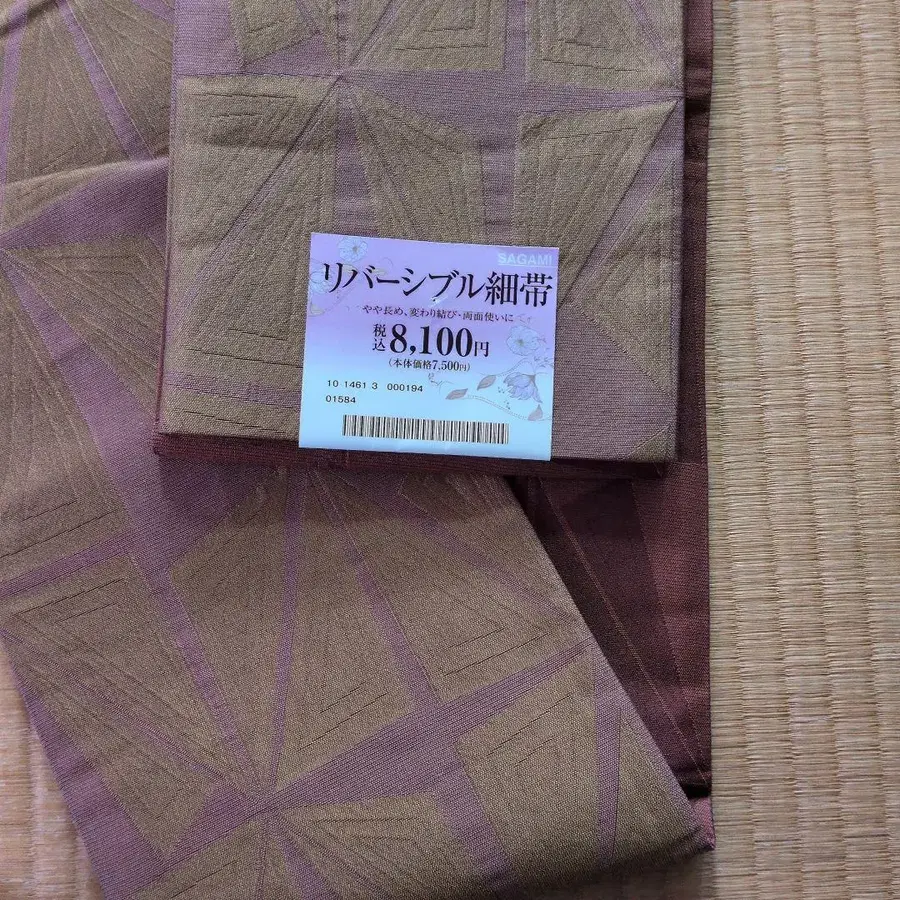 SAGAMI
リバーシブル細帯
やや長め、変わり結び・両面使いに
税込8,100円
(本体価格7,500円)
10 1461 3 000194
01584